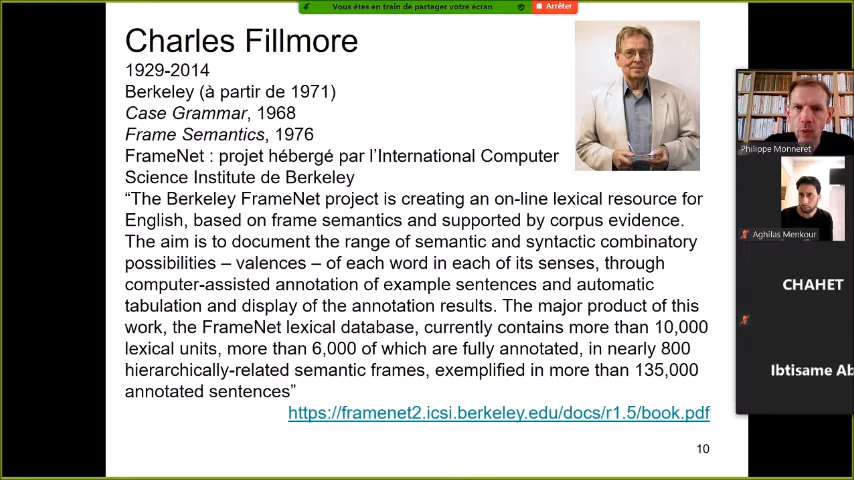 Vous êtes en train de partager votre écran
Arrêter
Charles Fillmore
1929-2014
Berkeley (à partir de 1971)
Case Grammar, 1968
Frame Semantics, 1976
FrameNet : projet hébergé par l'International Computer
Science Institute de Berkeley
“The Berkeley FrameNet project is creating an on-line lexical resource for
English, based on frame semantics and supported by corpus evidence.
The aim is to document the range of semantic and syntactic combinatory
possibilities – valences – of each word in each of its senses, through
computer-assisted annotation of example sentences and automatic
tabulation and display of the annotation results. The major product of this
work, the FrameNet lexical database, currently contains more than 10,000
lexical units, more than 6,000 of which are fully annotated, in nearly 800
hierarchically-related semantic frames, exemplified in more than 135,000
annotated sentences”
https://framenet2.icsi.berkeley.edu/docs/r1.5/book.pdf
10
Philippe Monneret
Aghilas Menkour
CHAHET
Ibtisame Ab